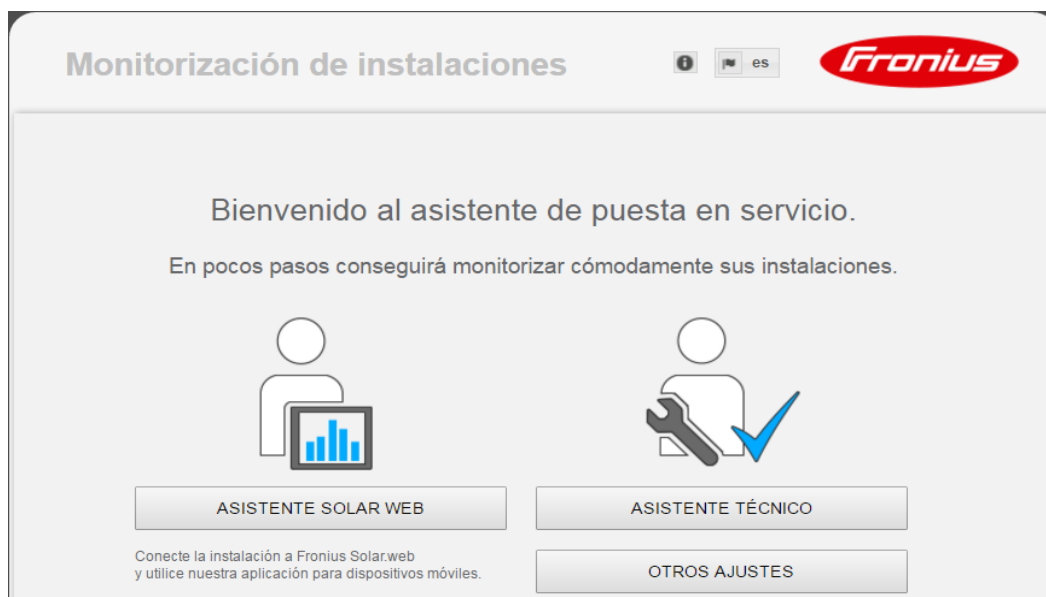 Monitorización de instalaciones
es
Fronius
Bienvenido al asistente de puesta en servicio.
En pocos pasos conseguirá monitorizar cómodamente sus instalaciones.
ASISTENTE SOLAR WEB
ASISTENTE TÉCNICO
Conecte la instalación a Fronius Solar.web
y utilice nuestra aplicación para dispositivos móviles.
OTROS AJUSTES